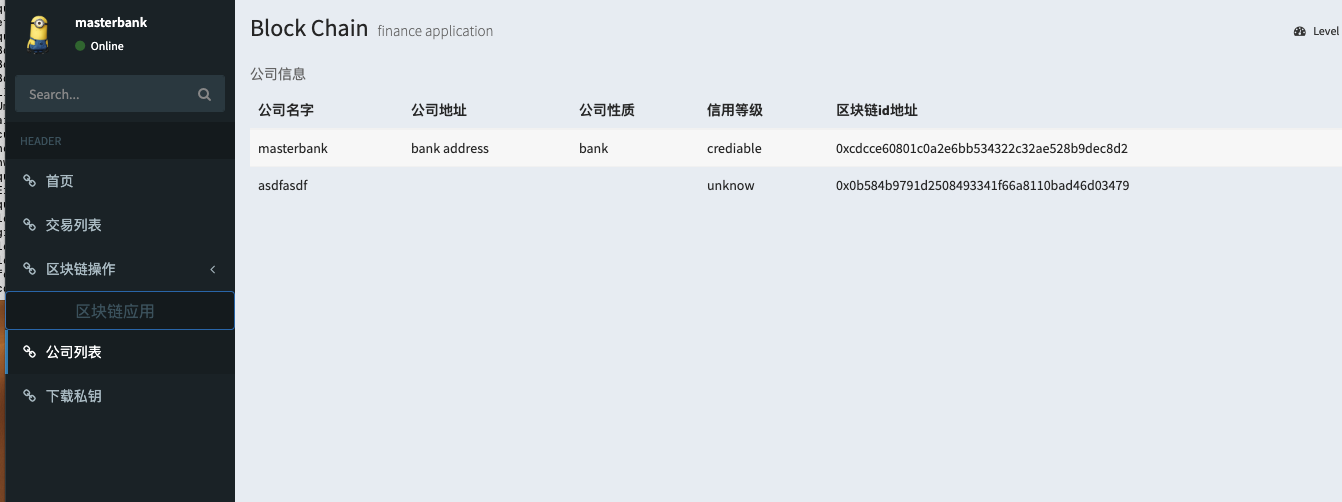 masterbank
Online
Search...
HEADER
首页
交易列表
区块链操作
区块链应用
公司列表
下载私钥
Block Chain finance application
Level
公司信息
公司名字 公司地址 公司性质 信用等级 区块链id地址
masterbank bank address bank crediable 0xcdcce60801c0a2e6bb534322c32ae528b9dec8d2
asdfasdf unknow 0x0b584b9791d2508493341f66a8110bad46d03479